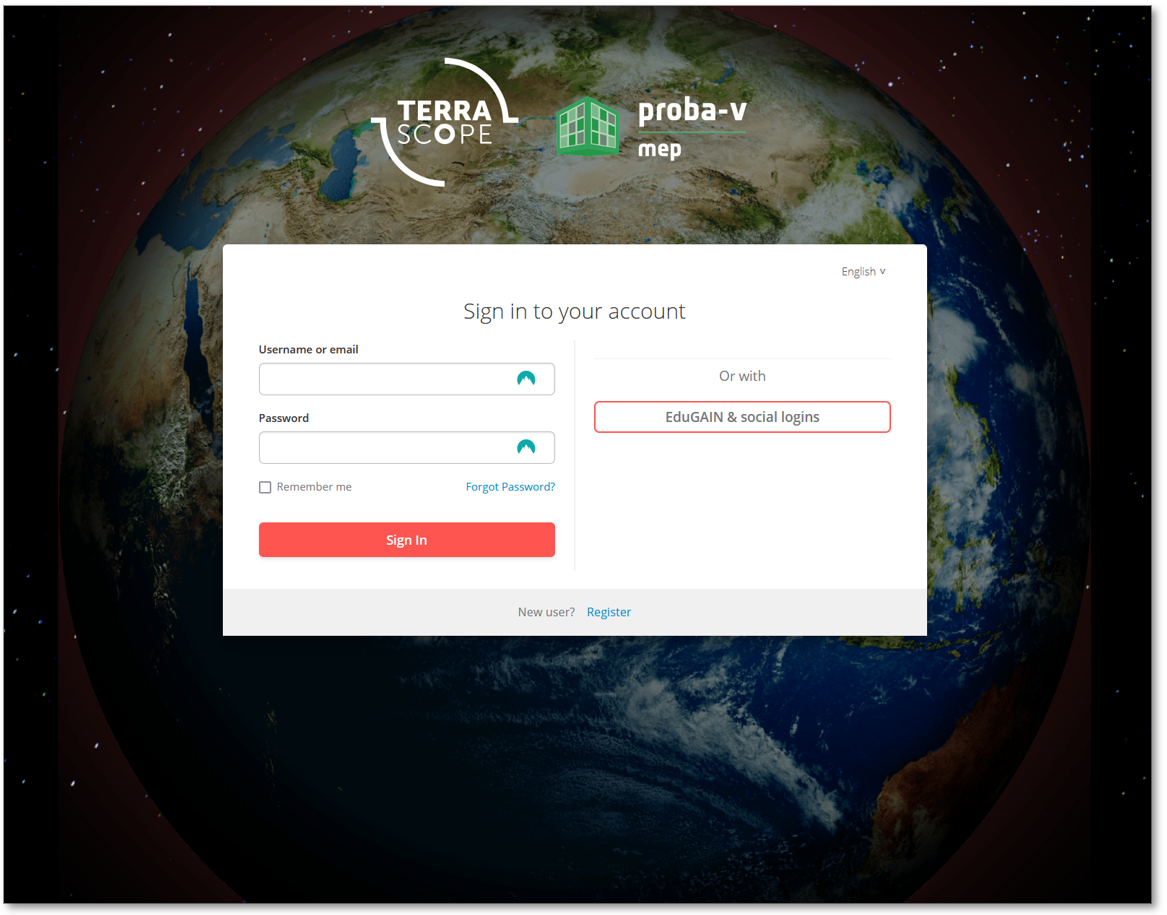 TERRA
SCOPE
proba-v
mep
English v
Sign in to your account
Username or email
Password
Remember me
Forgot Password?
Sign In
Or with
EduGAIN & social logins
New user? Register